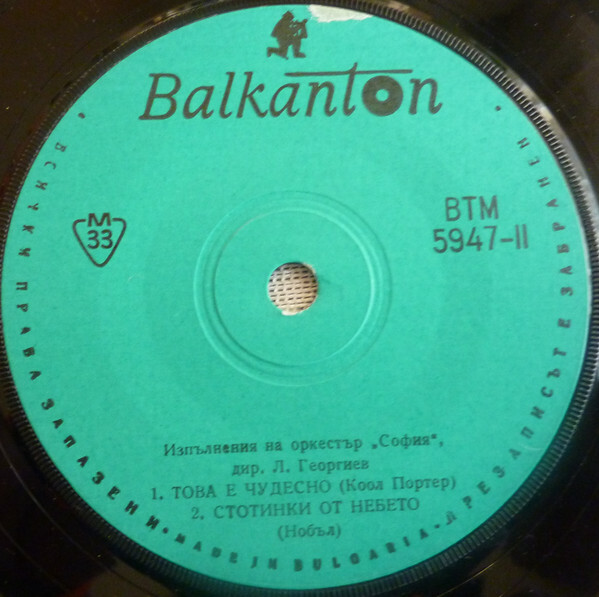 Balkanton
M
33
ВТМ
5947-II
Изпълнения на оркестър „София“,
дир. Л. Георгиев
1. ТОВА Е ЧУДЕСНО (Коол Портер)
2. СТОТИНКИ ОТ НЕБЕТО
(Нобъл)
• ВСИЧКИ ПРАВА ЗАПАЗЕНИ • MADE IN BULGARIA • ПРЕЗАПИСЪТ Е ЗАБРАНЕН •